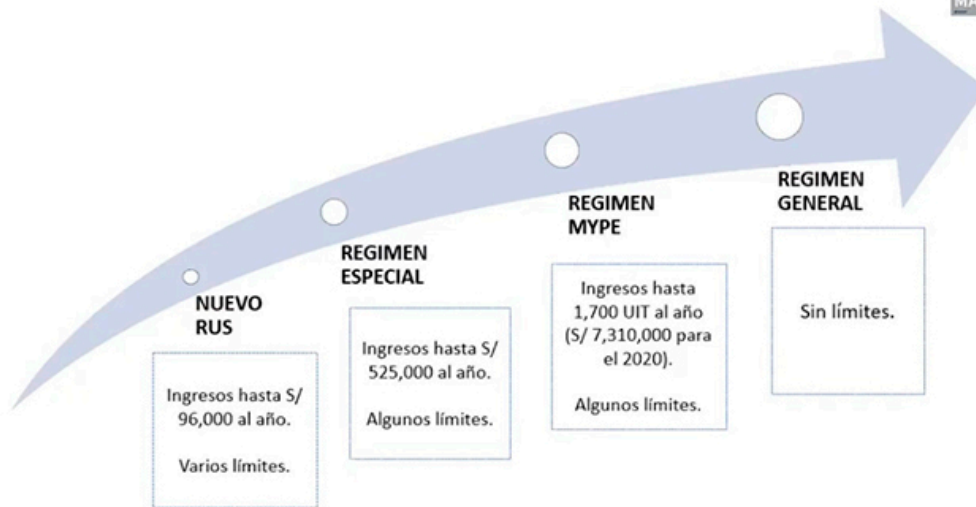 MA
NUEVO
RUS
Ingresos hasta S/
96,000 al año.
Varios límites.
REGIMEN
ESPECIAL
Ingresos hasta S/
525,000 al año.
Algunos límites.
REGIMEN
MYPE
Ingresos hasta
1,700 UIT al año
(S/ 7,310,000 para
el 2020).
Algunos límites.
REGIMEN
GENERAL
Sin límites.